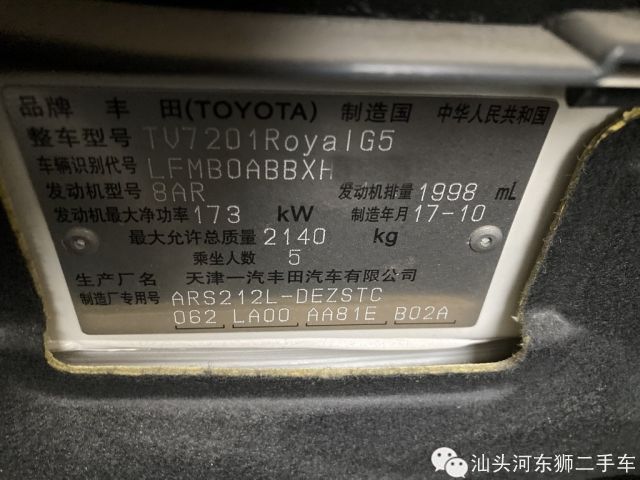 品牌 丰田(TOYOTA) 制造国 中华人民共和国
整车型号 TV7201RoyalG5
车辆识别代号 LFMB0ABBXH
发动机型号 8AR 发动机排量 1998 mL
发动机最大净功率 173 kW 制造年月 17-10
最大允许总质量 2140 kg
乘坐人数 5
生产厂名 天津一汽丰田汽车有限公司
制造厂专用号 ARS212L-DEZSTC
062 LA00 AA81E B02A
汕头河东狮二手车